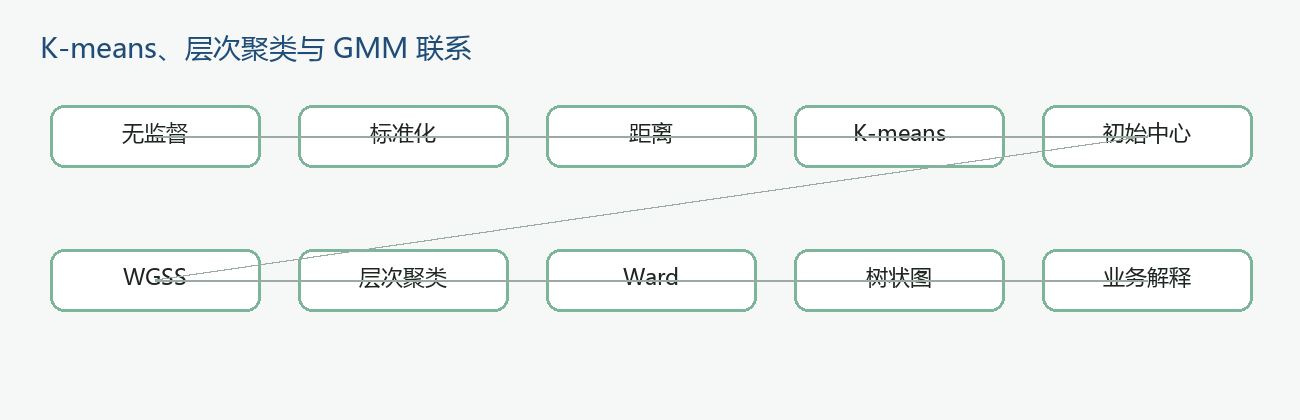 K-means、层次聚类与 GMM 联系
无监督
标准化
距离
K-means
初始中心
WGSS
层次聚类
Ward
树状图
业务解释